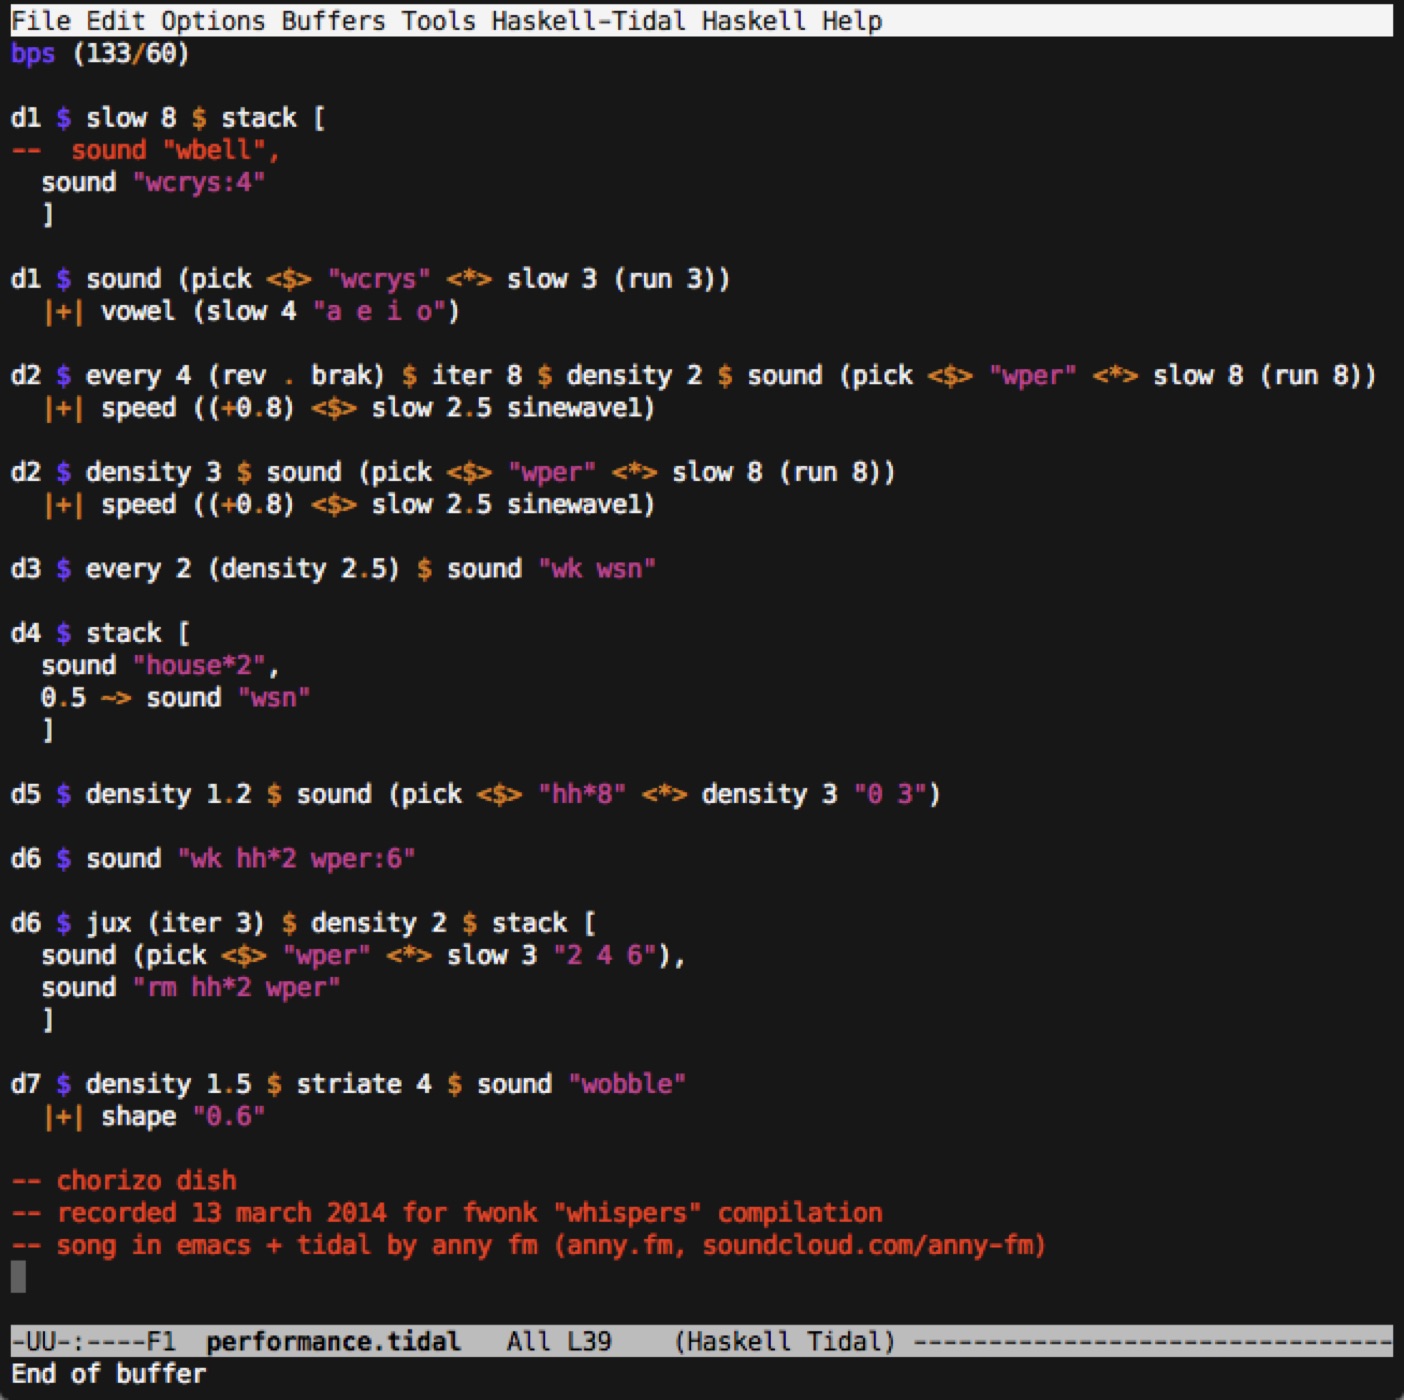 File Edit Options Buffers Tools Haskell-Tidal Haskell Help
bps (133/60)
d1 $ slow 8 $ stack [
--  sound "wbell",
  sound "wcrys:4"
  ]
d1 $ sound (pick <$> "wcrys" <*> slow 3 (run 3))
  |+| vowel (slow 4 "a e i o")
d2 $ every 4 (rev . brak) $ iter 8 $ density 2 $ sound (pick <$> "wper" <*> slow 8 (run 8))
  |+| speed ((+0.8) <$> slow 2.5 sinewave1)
d2 $ density 3 $ sound (pick <$> "wper" <*> slow 8 (run 8))
  |+| speed ((+0.8) <$> slow 2.5 sinewave1)
d3 $ every 2 (density 2.5) $ sound "wk wsn"
d4 $ stack [
  sound "house*2",
  0.5 ~> sound "wsn"
  ]
d5 $ density 1.2 $ sound (pick <$> "hh*8" <*> density 3 "0 3")
d6 $ sound "wk hh*2 wper:6"
d6 $ jux (iter 3) $ density 2 $ stack [
  sound (pick <$> "wper" <*> slow 3 "2 4 6"),
  sound "rm hh*2 wper"
  ]
d7 $ density 1.5 $ striate 4 $ sound "wobble"
  |+| shape "0.6"
-- chorizo dish
-- recorded 13 march 2014 for fwonk "whispers" compilation
-- song in emacs + tidal by anny fm (anny.fm, soundcloud.com/anny-fm)
-UU-:----F1  performance.tidal   All L39    (Haskell Tidal) --------------------------------
End of buffer